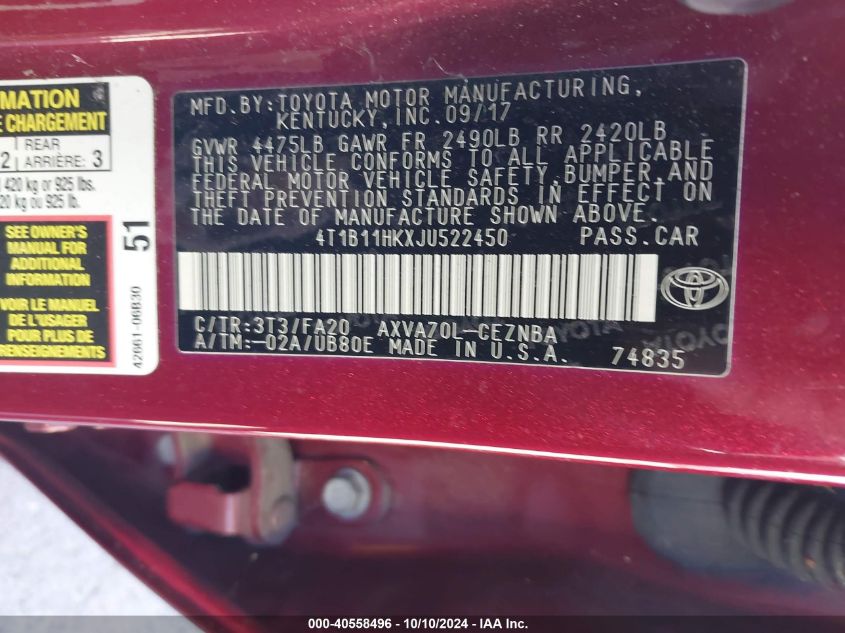 MFD. BY: TOYOTA MOTOR MANUFACTURING,
KENTUCKY, INC. 09/17
GVWR 4475LB GAWR FR 2490LB RR 2420LB
THIS VEHICLE CONFORMS TO ALL APPLICABLE
FEDERAL MOTOR VEHICLE SAFETY, BUMPER, AND
THEFT PREVENTION STANDARDS IN EFFECT ON
THE DATE OF MANUFACTURE SHOWN ABOVE.
4T1B11HKXJU522450 PASS. CAR
C/TR: 3T3/FA20 AXVA70L-CEZNBA
A/TM: -02A/UB80E MADE IN U.S.A. 74835
MATION
E CHARGEMENT
REAR
2 ARRIÈRE: 3
420 kg or 925 lbs.
20 kg ou 925 lb.
SEE OWNER'S
MANUAL FOR
ADDITIONAL
INFORMATION
VOIR LE MANUEL
DE L'USAGER
POUR PLUS DE
RENSEIGNEMENTS
51
42661-06B30
000-40558496 - 10/10/2024 - IAA Inc.